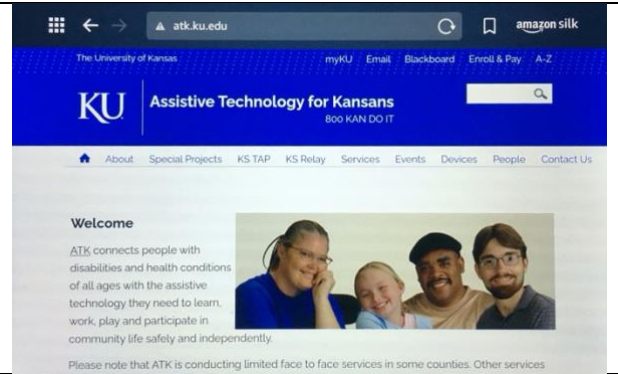 atk.ku.edu
amazon silk
The University of Kansas
myKU Email Blackboard Enroll & Pay A-Z
KU
Assistive Technology for Kansans
800 KAN DO IT
About Special Projects KS TAP KS Relay Services Events Devices People Contact Us
Welcome
ATK connects people with
disabilities and health conditions
of all ages with the assistive
technology they need to learn,
work, play and participate in
community life safely and independently.
Please note that ATK is conducting limited face to face services in some counties. Other services